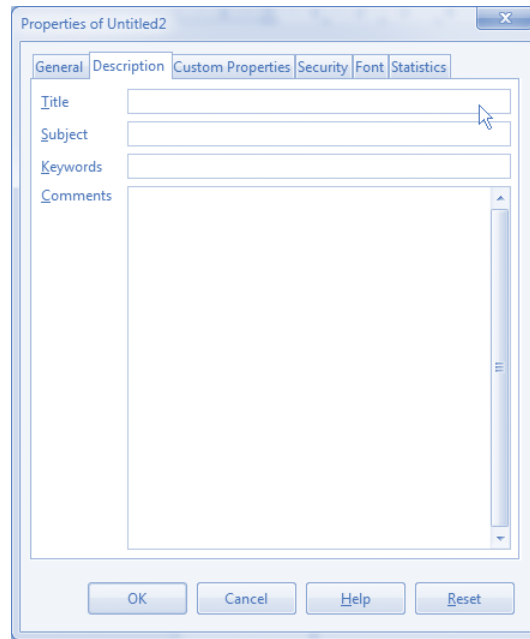 Properties of Untitled2
General Description Custom Properties Security Font Statistics
Title
Subject
Keywords
Comments
OK Cancel Help Reset